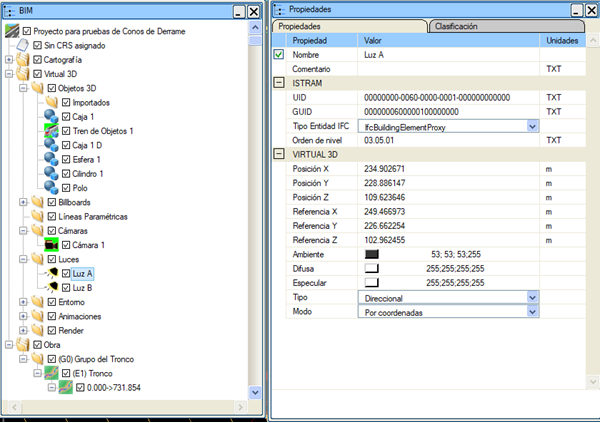 BIM
Proyecto para pruebas de Conos de Derrame
Sin CRS asignado
Cartografía
Virtual 3D
Objetos 3D
Importados
Caja 1
Tren de Objetos 1
Caja 1 D
Esfera 1
Cilindro 1
Polo
Billboards
Líneas Paramétricas
Cámaras
Cámara 1
Luces
Luz A
Luz B
Entorno
Animaciones
Render
Obra
(G0) Grupo del Tronco
(E1) Tronco
0.000->731.854
Propiedades
Propiedades Clasificación
Propiedad Valor Unidades
Nombre Luz A
Comentario TXT
ISTRAM
UID 00000000-0060-0000-0001-000000000000 TXT
GUID 0000000600000100000000 TXT
Tipo Entidad IFC IfcBuildingElementProxy
Orden de nivel 03.05.01 TXT
VIRTUAL 3D
Posición X 234.902671 m
Posición Y 228.886147 m
Posición Z 109.623646 m
Referencia X 249.466973 m
Referencia Y 226.662254 m
Referencia Z 102.962455 m
Ambiente 53; 53; 53;255
Difusa 255;255;255;255
Especular 255;255;255;255
Tipo Direccional
Modo Por coordenadas